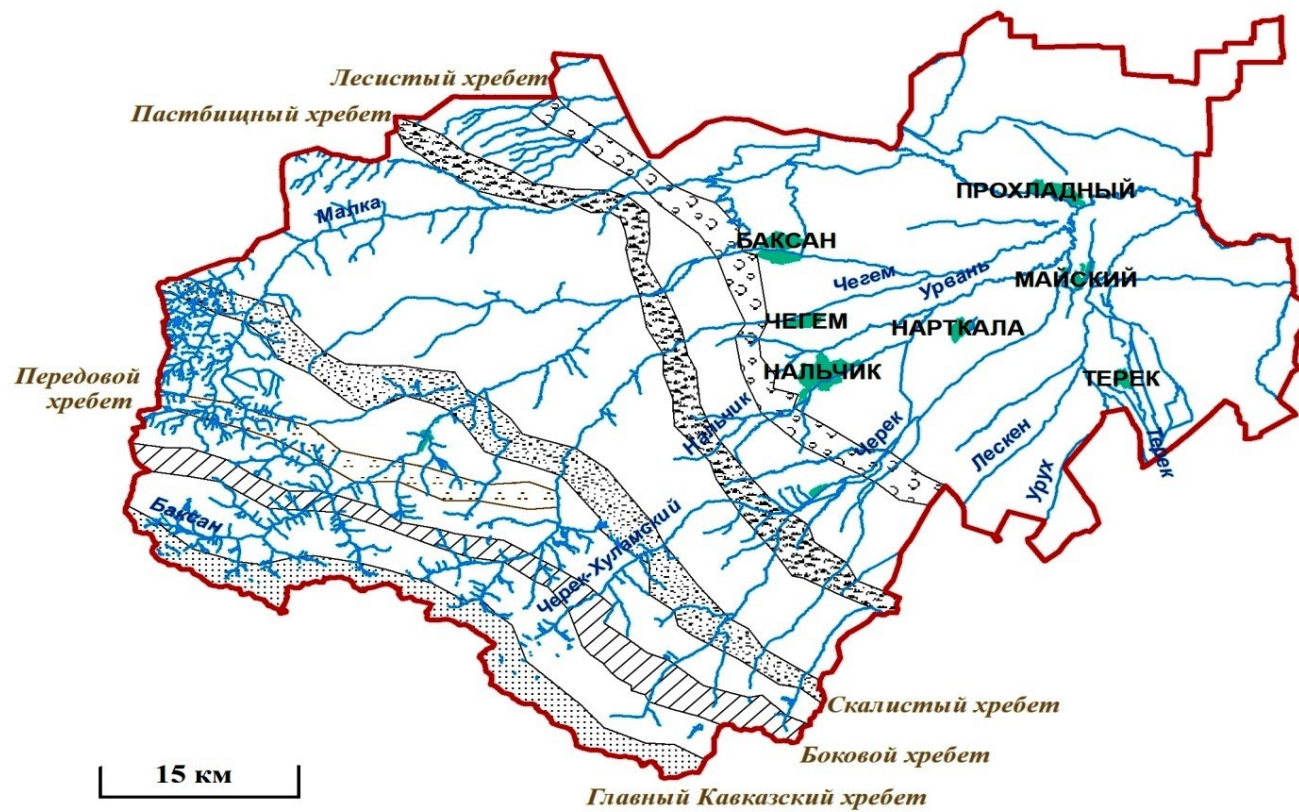 Лесистый хребет
Пастбищный хребет
ПРОХЛАДНЫЙ
Малка
БАКСАН
Чегем
Урвань
МАЙСКИЙ
ЧЕГЕМ
НАРТКАЛА
НАЛЬЧИК
ТЕРЕК
Передовой
хребет
Нальчик
Черек
Лескен
Терек
Урух
Баксан
Черек-Хуламский
Скалистый хребет
Боковой хребет
15 км
Главный Кавказский хребет